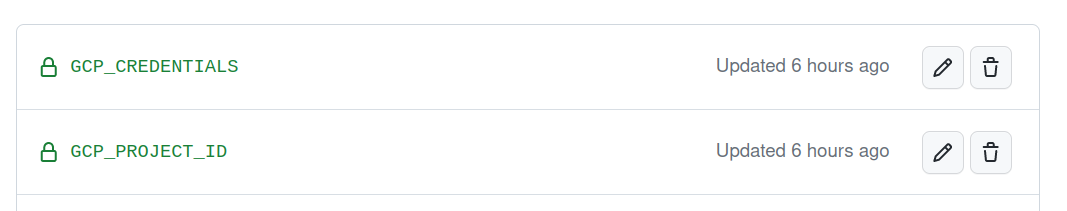 GCP_CREDENTIALS Updated 6 hours ago
GCP_PROJECT_ID Updated 6 hours ago